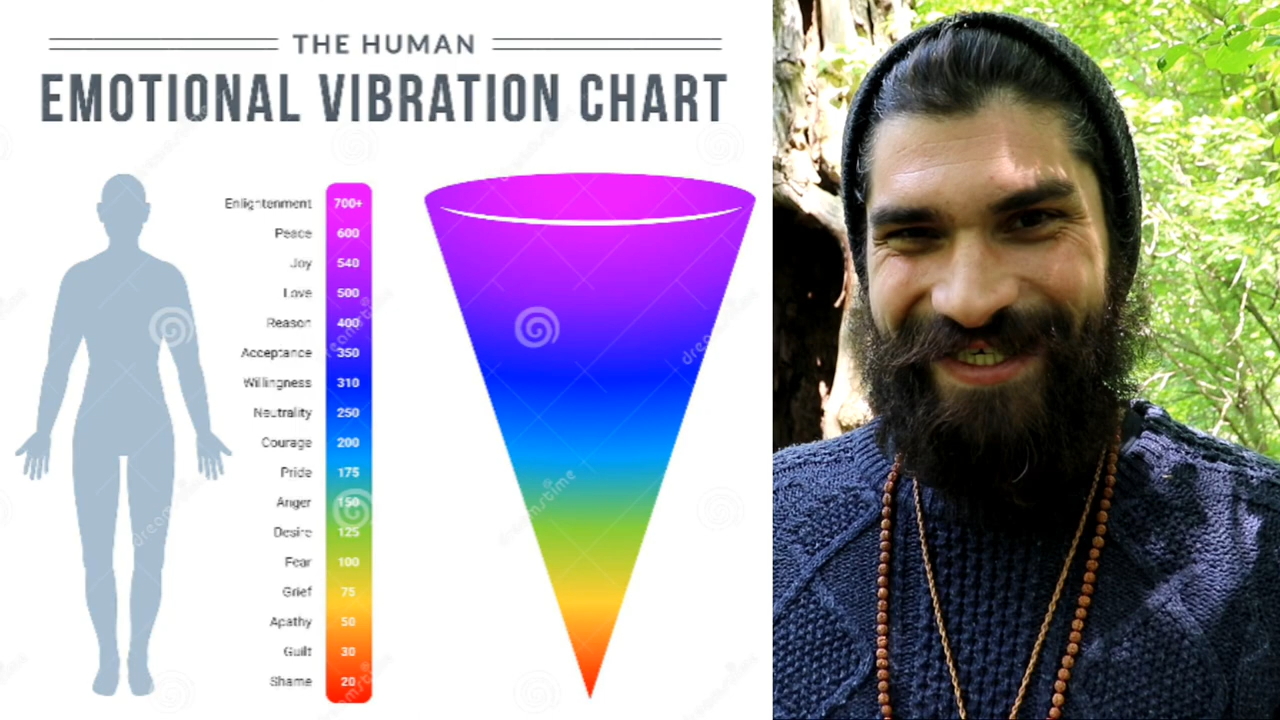 THE HUMAN
EMOTIONAL VIBRATION CHART
Enlightenment 700+
Peace 600
Joy 540
Love 500
Reason 400
Acceptance 350
Willingness 310
Neutrality 250
Courage 200
Pride 175
Anger 150
Desire 125
Fear 100
Grief 75
Apathy 50
Guilt 30
Shame 20
dreamstime